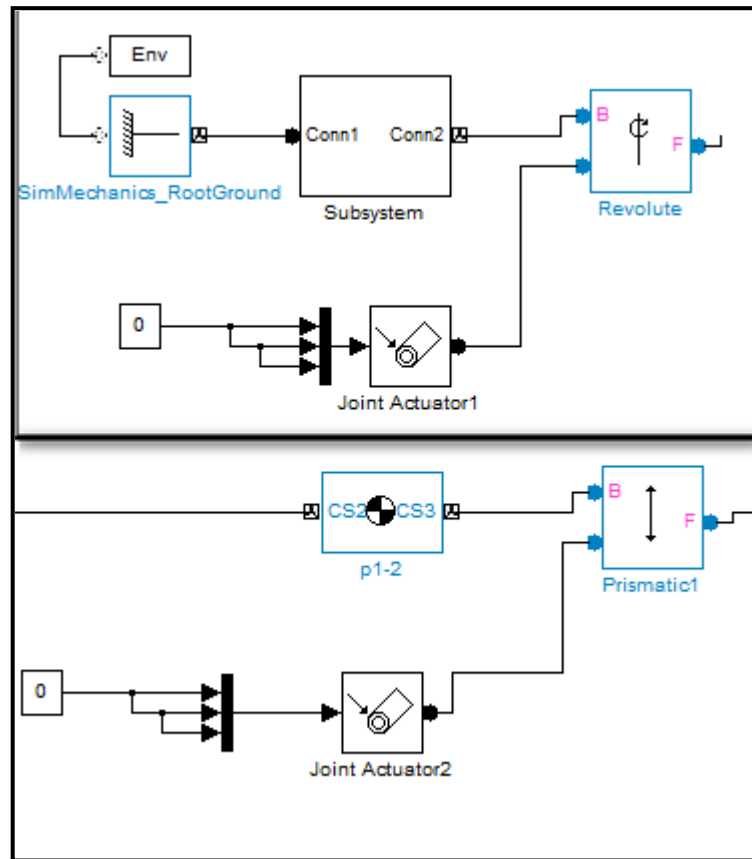 Env
SimMechanics_RootGround
Conn1 Conn2
Subsystem
B
F
Revolute
0
Joint Actuator1
CS2 CS3
p1-2
B
F
Prismatic1
0
Joint Actuator2